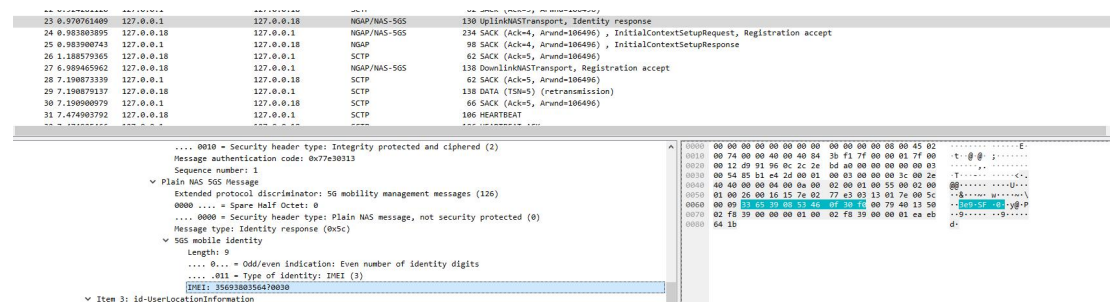 23 0.970761409 127.0.0.1 127.0.0.18 NGAP/NAS-5GS 130 UplinkNASTransport, Identity response
24 0.983803895 127.0.0.18 127.0.0.1 NGAP/NAS-5GS 234 SACK (Ack=4, Arwnd=106496) , InitialContextSetupRequest, Registration accept
25 0.983900743 127.0.0.1 127.0.0.18 NGAP 98 SACK (Ack=4, Arwnd=106496) , InitialContextSetupResponse
26 1.188579365 127.0.0.18 127.0.0.1 SCTP 62 SACK (Ack=5, Arwnd=106496)
27 6.989465962 127.0.0.18 127.0.0.1 NGAP/NAS-5GS 138 DownlinkNASTransport, Registration accept
28 7.190873339 127.0.0.1 127.0.0.18 SCTP 62 SACK (Ack=5, Arwnd=106496)
29 7.190879137 127.0.0.18 127.0.0.1 SCTP 138 DATA (TSN=5) (retransmission)
30 7.190900979 127.0.0.1 127.0.0.18 SCTP 66 SACK (Ack=5, Arwnd=106496)
31 7.474903792 127.0.0.18 127.0.0.1 SCTP 106 HEARTBEAT
.... 0010 = Security header type: Integrity protected and ciphered (2)
Message authentication code: 0x77e30313
Sequence number: 1
Plain NAS 5GS Message
Extended protocol discriminator: 5G mobility management messages (126)
0000 .... = Spare Half Octet: 0
.... 0000 = Security header type: Plain NAS message, not security protected (0)
Message type: Identity response (0x5c)
5GS mobile identity
Length: 9
.... 0... = Odd/even indication: Even number of identity digits
.... .011 = Type of identity: IMEI (3)
IMEI: 3569380356470030
Item 3: id-UserLocationInformation
0000 00 00 00 00 00 00 00 00 00 00 00 00 08 00 45 02
0010 00 74 00 00 40 00 40 84 3b f1 7f 00 00 01 7f 00
0020 00 12 d9 91 96 0c 2c 2e bd a0 00 00 00 00 00 03
0030 00 54 85 b1 e4 2d 00 01 00 03 00 00 00 3c 00 2e
0040 40 40 00 00 04 00 0a 00 02 00 01 00 55 00 02 00
0050 01 00 26 00 16 15 7e 02 77 e3 03 13 01 7e 00 5c
0060 00 09 33 65 39 08 53 46 0f 30 f0 00 79 40 13 50
0070 02 f8 39 00 00 00 01 00 02 f8 39 00 00 01 ea eb
0080 64 1b